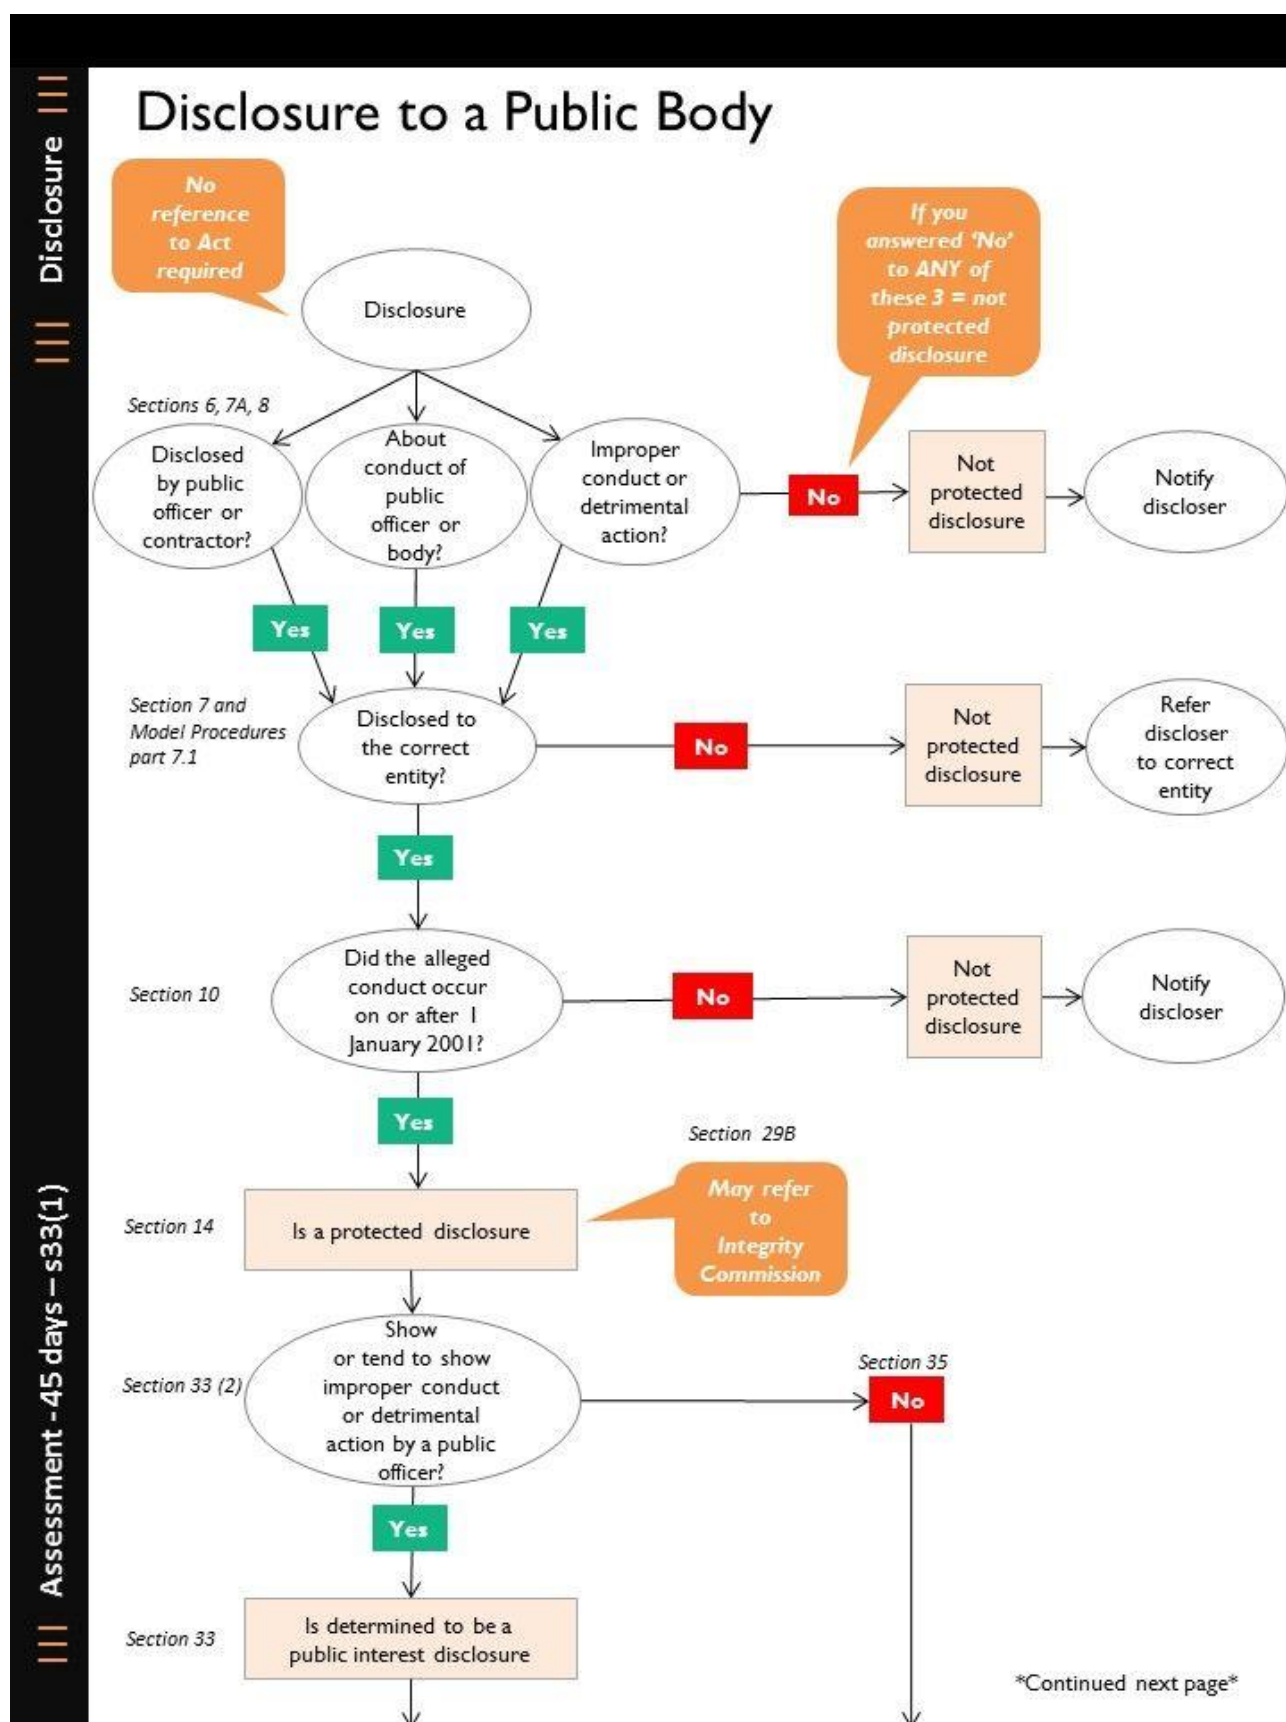 Disclosure to a Public Body
Disclosure
No
reference
to Act
required
If you
answered ‘No’
to ANY of
these 3 = not
protected
disclosure
Disclosure
Sections 6, 7A, 8
Disclosed
by public
officer or
contractor?
About
conduct of
public
officer or
body?
Improper
conduct or
detrimental
action?
No
Not
protected
disclosure
Notify
discloser
Yes
Yes
Yes
Section 7 and
Model Procedures
part 7.1
Disclosed to
the correct
entity?
No
Not
protected
disclosure
Refer
discloser
to correct
entity
Yes
Section 10
Did the alleged
conduct occur
on or after 1
January 2001?
No
Not
protected
disclosure
Notify
discloser
Yes
Section 29B
May refer
to
Integrity
Commission
Assessment -45 days – s33(1)
Section 14
Is a protected disclosure
Section 33 (2)
Show
or tend to show
improper conduct
or detrimental
action by a public
officer?
Section 35
No
Yes
Section 33
Is determined to be a
public interest disclosure
*Continued next page*